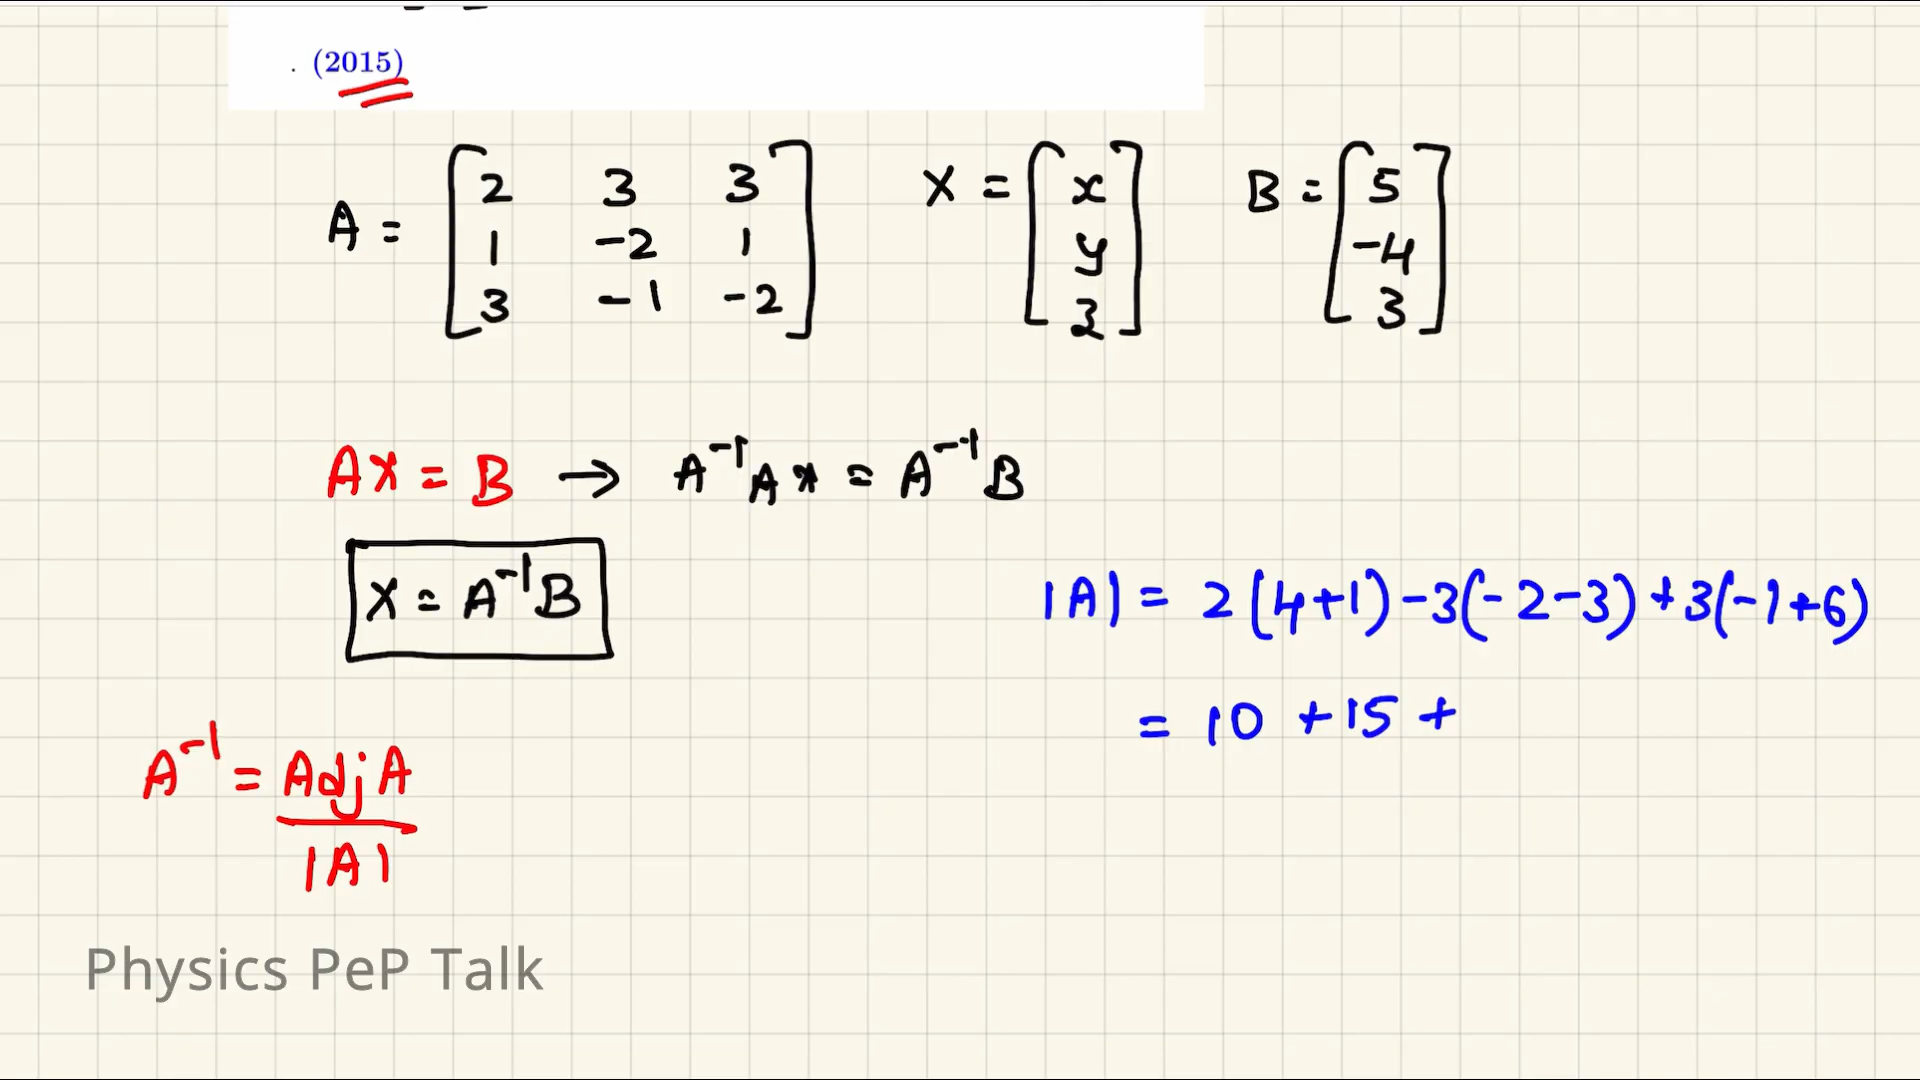 . (2015)
A = [2 3 3
1 -2 1
3 -1 -2]
X = [x
y
z]
B = [5
-4
3]
AX = B → A⁻¹AX = A⁻¹B
X = A⁻¹B
|A| = 2(4+1)-3(-2-3)+3(-1+6)
= 10 +15 +
A⁻¹ = AdjA
|A|
Physics PeP Talk